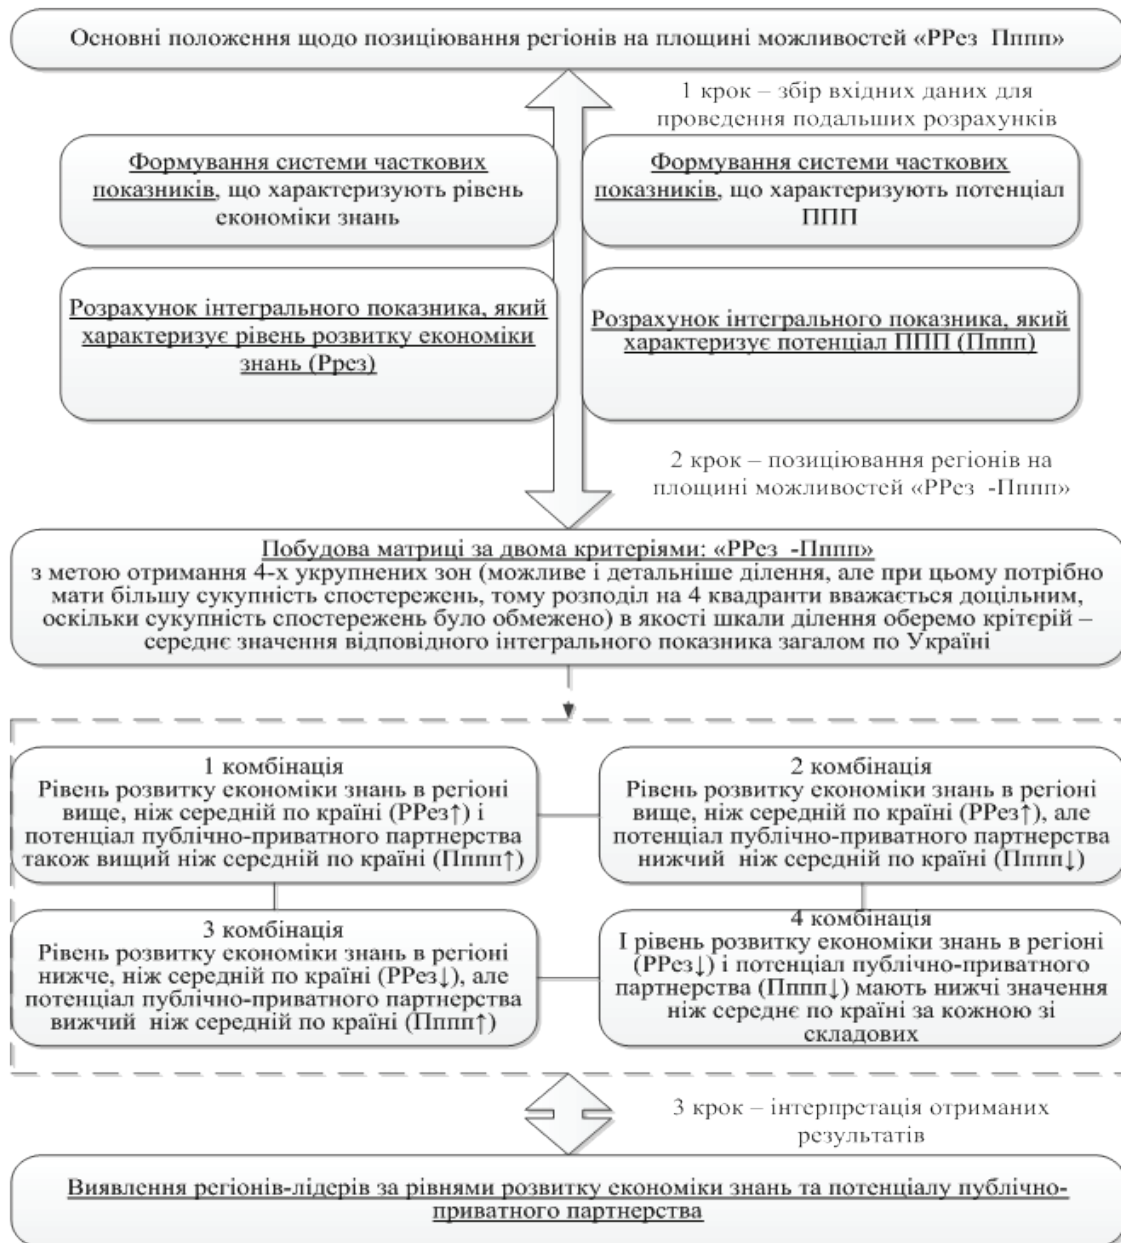 Основні положення щодо позиціювання регіонів на площині можливостей «РРез Пппп»
1 крок – збір вхідних даних для
проведення подальших розрахунків
Формування системи часткових
показників, що характеризують рівень
економіки знань
Формування системи часткових
показників, що характеризують потенціал
ППП
Розрахунок інтегрального показника, який
характеризує рівень розвитку економіки
знань (Ррез)
Розрахунок інтегрального показника, який
характеризує потенціал ППП (Пппп)
2 крок – позиціювання регіонів на
площині можливостей «РРез -Пппп»
Побудова матриці за двома критеріями: «РРез -Пппп»
з метою отримання 4-х укрупнених зон (можливе і детальніше ділення, але при цьому потрібно
мати більшу сукупність спостережень, тому розподіл на 4 квадранти вважається доцільним,
оскільки сукупність спостережень було обмежено) в якості шкали ділення оберемо крітєрій –
середнє значення відповідного інтегрального показника загалом по Україні
1 комбінація
Рівень розвитку економіки знань в регіоні
вище, ніж середній по країні (РРез↑) і
потенціал публічно-приватного партнерства
також вищий ніж середній по країні (Пппп↑)
2 комбінація
Рівень розвитку економіки знань в регіоні
вище, ніж середній по країні (РРез↑), але
потенціал публічно-приватного партнерства
нижчий ніж середній по країні (Пппп↓)
3 комбінація
Рівень розвитку економіки знань в регіоні
нижче, ніж середній по країні (РРез↓), але
потенціал публічно-приватного партнерства
вижчий ніж середній по країні (Пппп↑)
4 комбінація
І рівень розвитку економіки знань в регіоні
(РРез↓) і потенціал публічно-приватного
партнерства (Пппп↓) мають нижчі значення
ніж середнє по країні за кожною зі
складових
3 крок – інтерпретація отриманих
результатів
Виявлення регіонів-лідерів за рівнями розвитку економіки знань та потенціалу публічно-
приватного партнерства